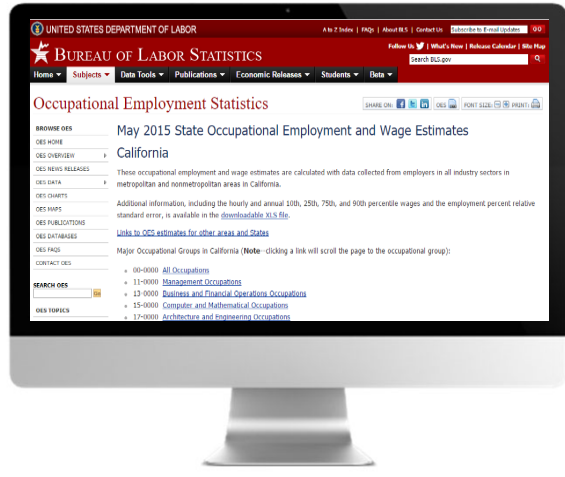 UNITED STATES DEPARTMENT OF LABOR
A to Z Index | FAQs | About BLS | Contact Us Subscribe to E-mail Updates GO
BUREAU OF LABOR STATISTICS
Follow Us | What's New | Release Calendar | Site Map
Search BLS.gov
Home Subjects Data Tools Publications Economic Releases Students Beta
Occupational Employment Statistics
SHARE ON: OES FONT SIZE: PRINT:
BROWSE OES
OES HOME
OES OVERVIEW
OES NEWS RELEASES
OES DATA
OES CHARTS
OES MAPS
OES PUBLICATIONS
OES DATABASES
OES FAQS
CONTACT OES
SEARCH OES
Go
OES TOPICS
May 2015 State Occupational Employment and Wage Estimates
California
These occupational employment and wage estimates are calculated with data collected from employers in all industry sectors in
metropolitan and nonmetropolitan areas in California.
Additional information, including the hourly and annual 10th, 25th, 75th, and 90th percentile wages and the employment percent relative
standard error, is available in the downloadable XLS file.
Links to OES estimates for other areas and States
Major Occupational Groups in California (Note--clicking a link will scroll the page to the occupational group):
00-0000 All Occupations
11-0000 Management Occupations
13-0000 Business and Financial Operations Occupations
15-0000 Computer and Mathematical Occupations
17-0000 Architecture and Engineering Occupations